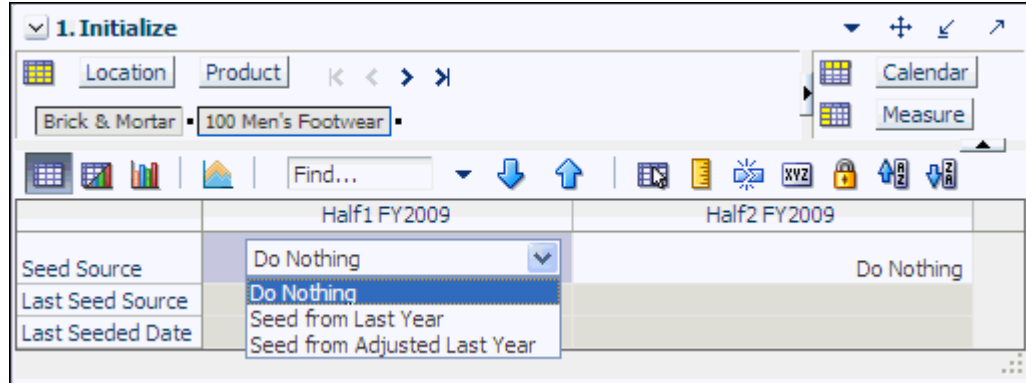 1. Initialize
Location Product Calendar
Brick & Mortar 100 Men's Footwear Measure
Find... XYZ A Z Z A
Half1 FY2009 Half2 FY2009
Seed Source Do Nothing Do Nothing
Do Nothing
Last Seed Source Seed from Last Year
Last Seeded Date Seed from Adjusted Last Year